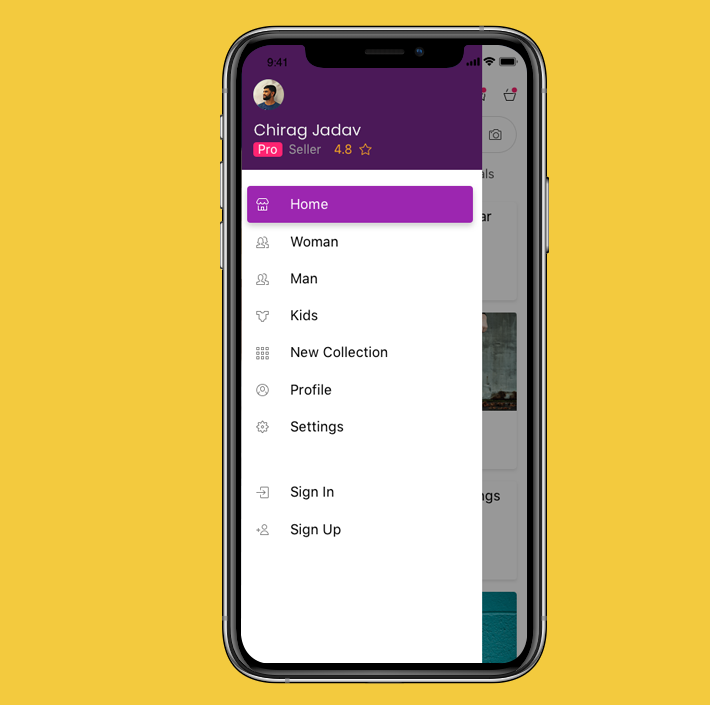 9:41
Chirag Jadav
Pro Seller 4.8
als
Home
ar
Woman
Man
Kids
New Collection
Profile
Settings
Sign In
ngs
Sign Up